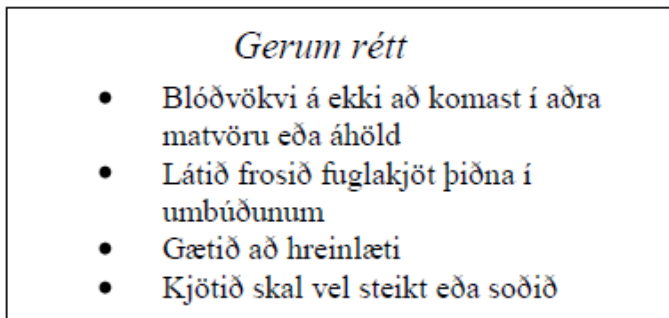 Gerum rétt
• Blóðvökvi á ekki að komast í aðra
matvöru eða áhöld
• Látið frosið fuglakjöt þiðna í
umbúðunum
• Gætið að hreinlæti
• Kjötið skal vel steikt eða soðið